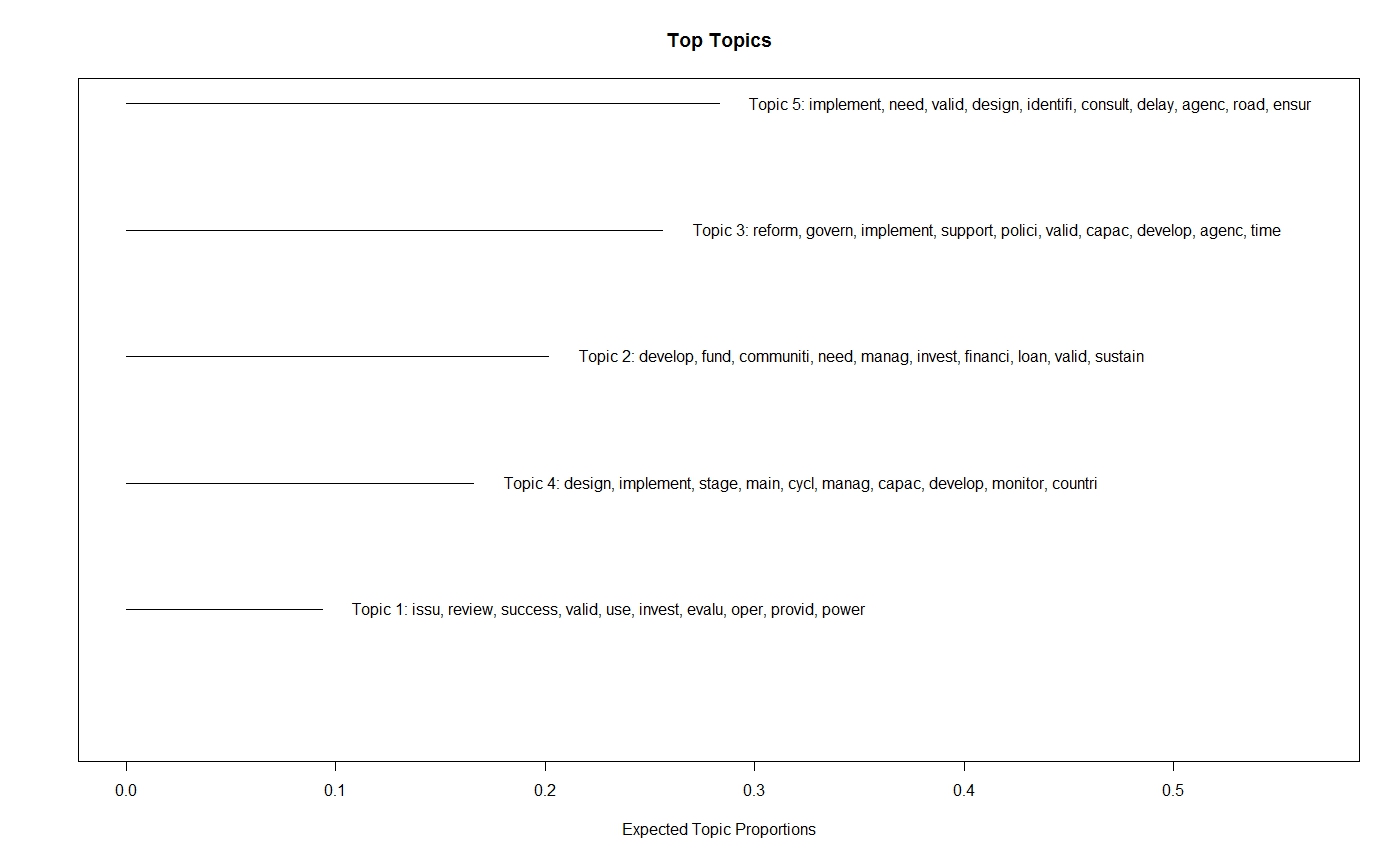 Top Topics
Topic 5: implement, need, valid, design, identifi, consult, delay, agenc, road, ensur
Topic 3: reform, govern, implement, support, polici, valid, capac, develop, agenc, time
Topic 2: develop, fund, communiti, need, manag, invest, financi, loan, valid, sustain
Topic 4: design, implement, stage, main, cycl, manag, capac, develop, monitor, countri
Topic 1: issu, review, success, valid, use, invest, evalu, oper, provid, power
0.0 0.1 0.2 0.3 0.4 0.5
Expected Topic Proportions